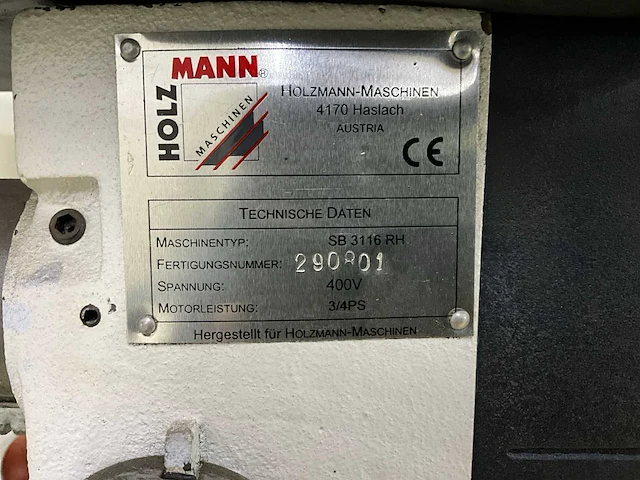 HOLZ
MANN®
MASCHINEN
HOLZMANN-MASCHINEN
4170 Haslach
AUSTRIA
CE
TECHNISCHE DATEN
MASCHINENTYP: SB 3116 RH
FERTIGUNGSNUMMER: 290801
SPANNUNG: 400V
MOTORLEISTUNG: 3/4PS
Hergestellt für HOLZMANN-MASCHINEN